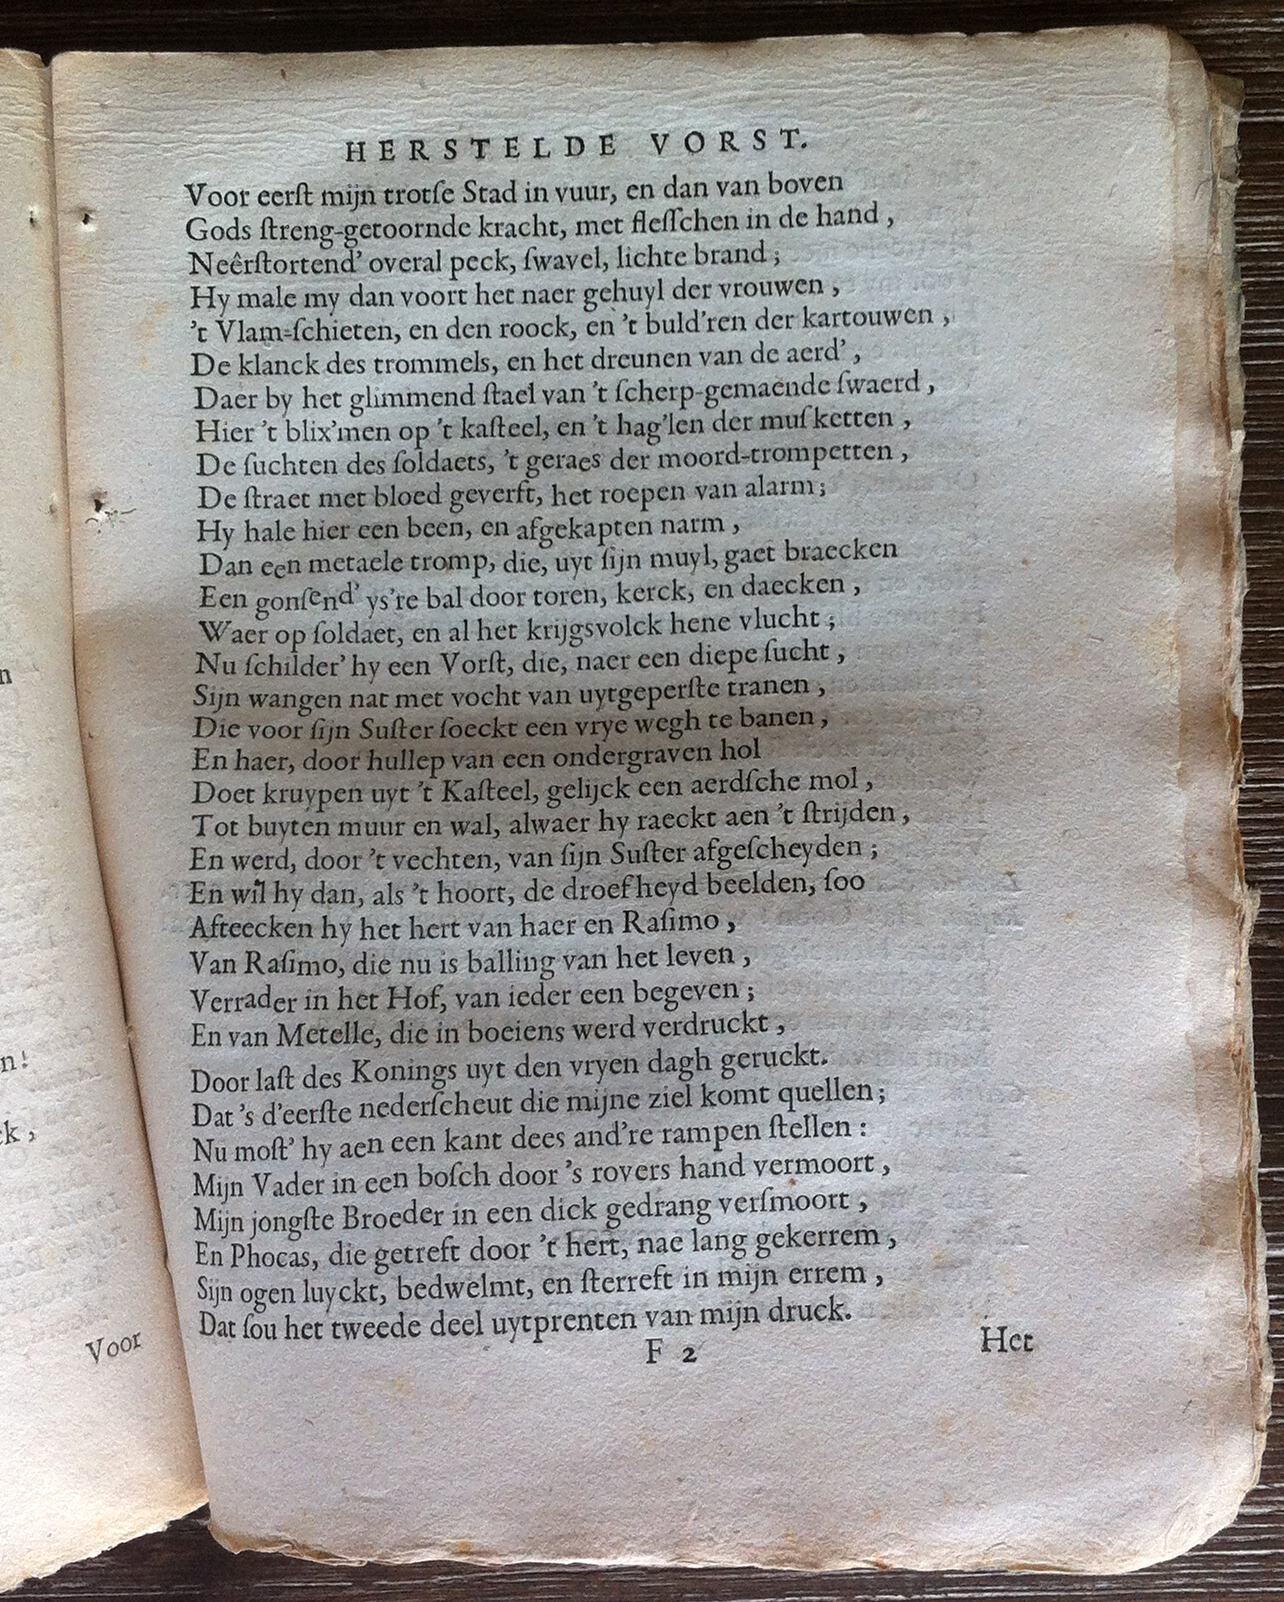 HERSTELDE VORST.
Voor eerſt mijn trotſe Stad in vuur, en dan van boven
Gods ſtreng-getoornde kracht, met fleſſchen in de hand,
Neêrſtortend' overal peck, ſwavel, lichte brand;
Hy male my dan voort het naer gehuyl der vrouwen,
't Vlam-ſchieten, en den roock, en 't buld'ren der kartouwen,
De klanck des trommels, en het dreunen van de aerd',
Daer by het glimmend ſtael van 't ſcherp-gemaende ſwaerd,
Hier 't blix'men op 't kaſteel, en 't hag'len der muſketten,
De ſuchten des ſoldaets, 't geraes der moord-trompetten,
De ſtraet met bloed geverft, het roepen van alarm;
Hy hale hier een been, en afgekapten narm,
Dan een metaele tromp, die, uyt ſijn muyl, gaet braecken
Een gonſend' ys're bal door toren, kerck, en daecken,
Waer op ſoldaet, en al het krijgsvolck hene vlucht;
Nu ſchilder' hy een Vorſt, die, naer een diepe ſucht,
Sijn wangen nat met vocht van uytgeperſte tranen,
Die voor ſijn Suſter ſoeckt een vrye wegh te banen,
En haer, door hullep van een ondergraven hol
Doet kruypen uyt 't Kaſteel, gelijck een aerdſche mol,
Tot buyten muur en wal, alwaer hy raeckt aen 't ſtrijden,
En werd, door 't vechten, van ſijn Suſter afgeſcheyden;
En wil hy dan, als 't hoort, de droefheyd beelden, ſoo
Afteecken hy het hert van haer en Raſimo,
Van Raſimo, die nu is balling van het leven,
Verrader in het Hof, van ieder een begeven;
En van Metelle, die in boeiens werd verdruckt,
Door laſt des Konings uyt den vryen dagh geruckt.
Dat 's d'eerſte nederſcheut die mijne ziel komt quellen;
Nu moſt' hy aen een kant dees and're rampen ſtellen:
Mijn Vader in een boſch door 's rovers hand vermoort,
Mijn jongſte Broeder in een dick gedrang verſmoort,
En Phocas, die getreft door 't hert, nae lang gekerrem,
Sijn ogen luyckt, bedwelmt, en ſterreft in mijn errem,
Dat ſou het tweede deel uytprenten van mijn druck.
F 2
Het
n
n!
ck,
Voor